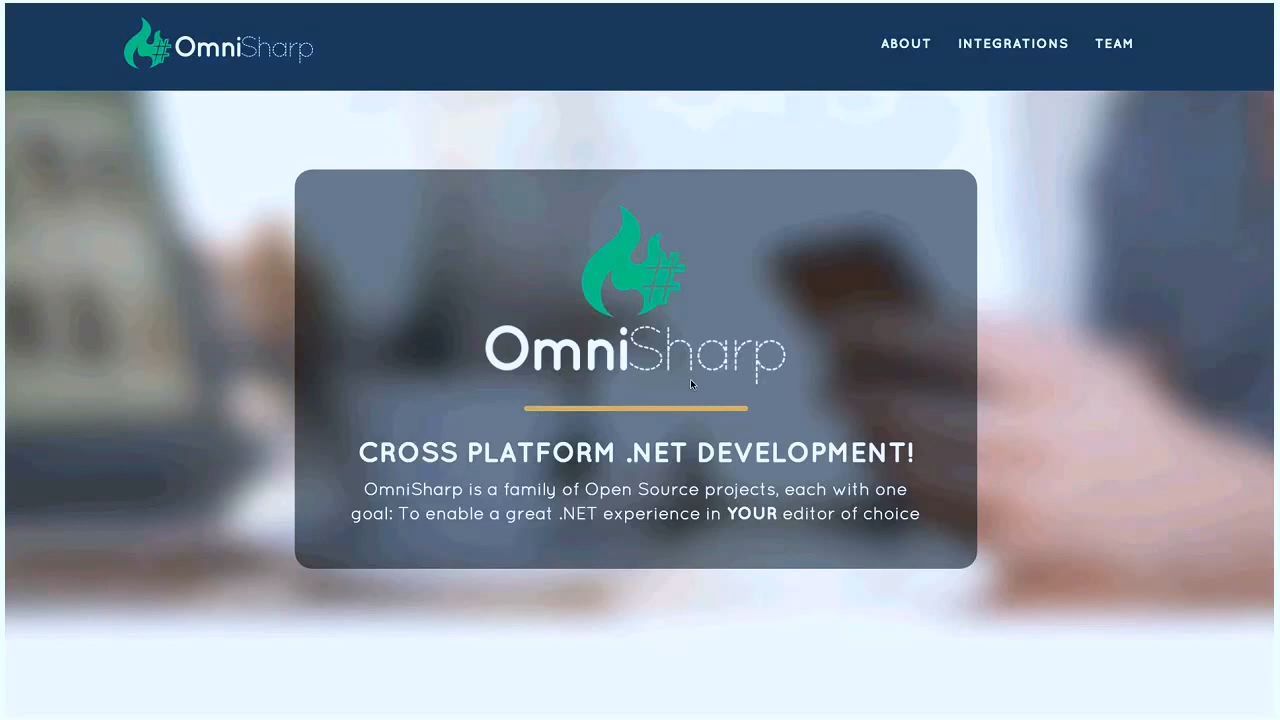 OmniSharp
ABOUT INTEGRATIONS TEAM
OmniSharp
CROSS PLATFORM .NET DEVELOPMENT!
OmniSharp is a family of Open Source projects, each with one
goal: To enable a great .NET experience in YOUR editor of choice